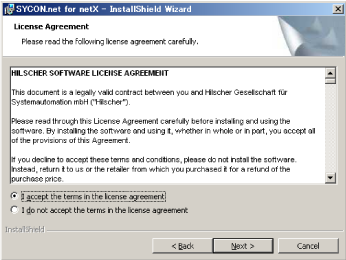 SYCON.net for netX - InstallShield Wizard
License Agreement
Please read the following license agreement carefully.
HILSCHER SOFTWARE LICENSE AGREEMENT
This document is a legally valid contract between you and Hilscher Gesellschaft für
Systemautomation mbH ("Hilscher").
Please read through this License Agreement carefully before installing and using the
software. By installing the software and using it, whether in whole or in part, you accept all
of the provisions of this Agreement.
If you decline to accept these terms and conditions, please do not install the software.
Instead, return it to us or the retailer from which you purchased it for a refund of the
purchase price.
I accept the terms in the license agreement
I do not accept the terms in the license agreement
InstallShield
< Back
Next >
Cancel